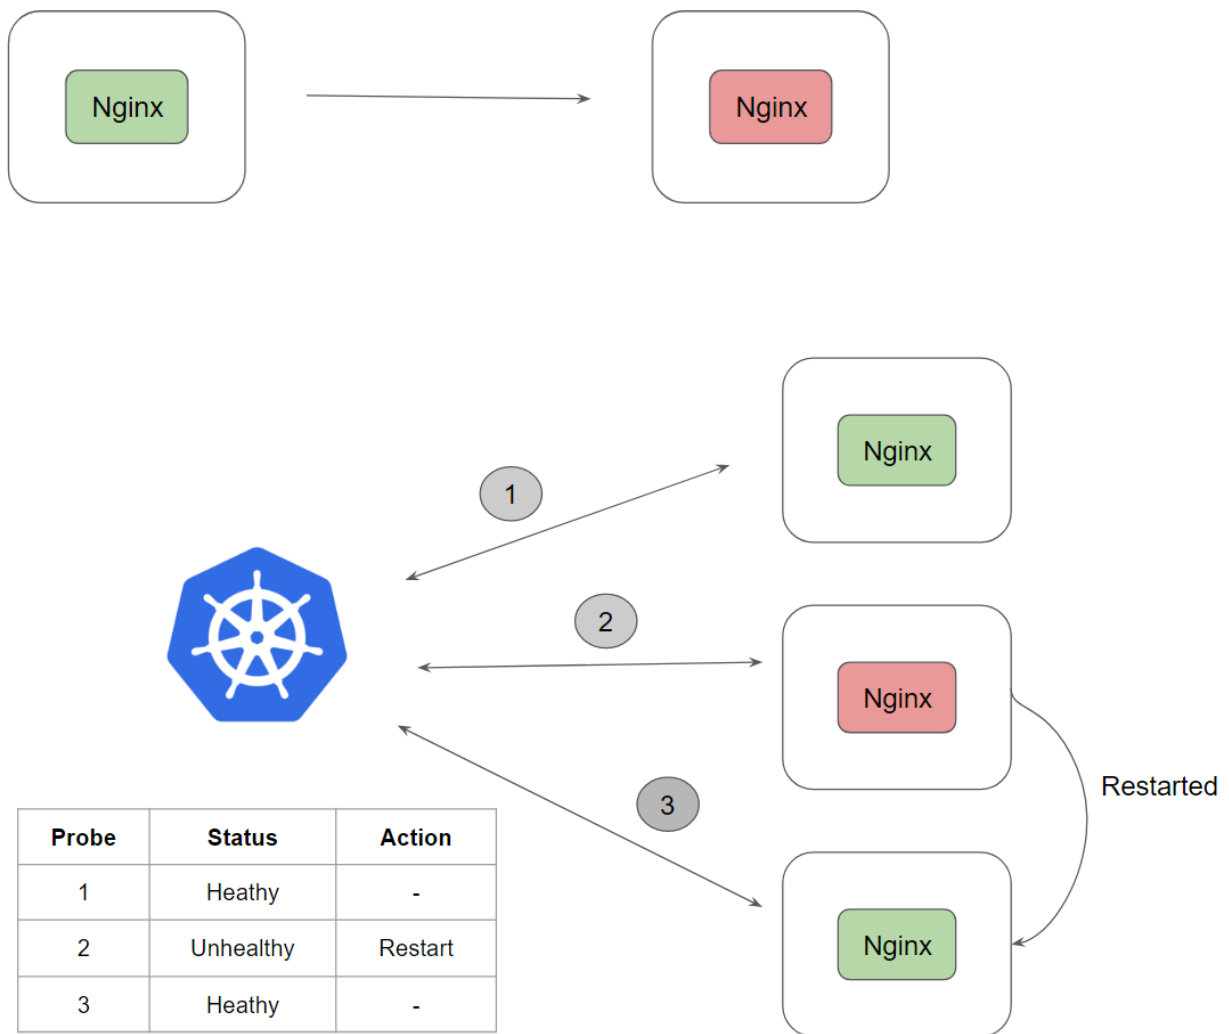 Nginx
Nginx
Nginx
1
2
Nginx
3
Restarted
Nginx
Probe Status Action
1 Heathy -
2 Unhealthy Restart
3 Heathy -